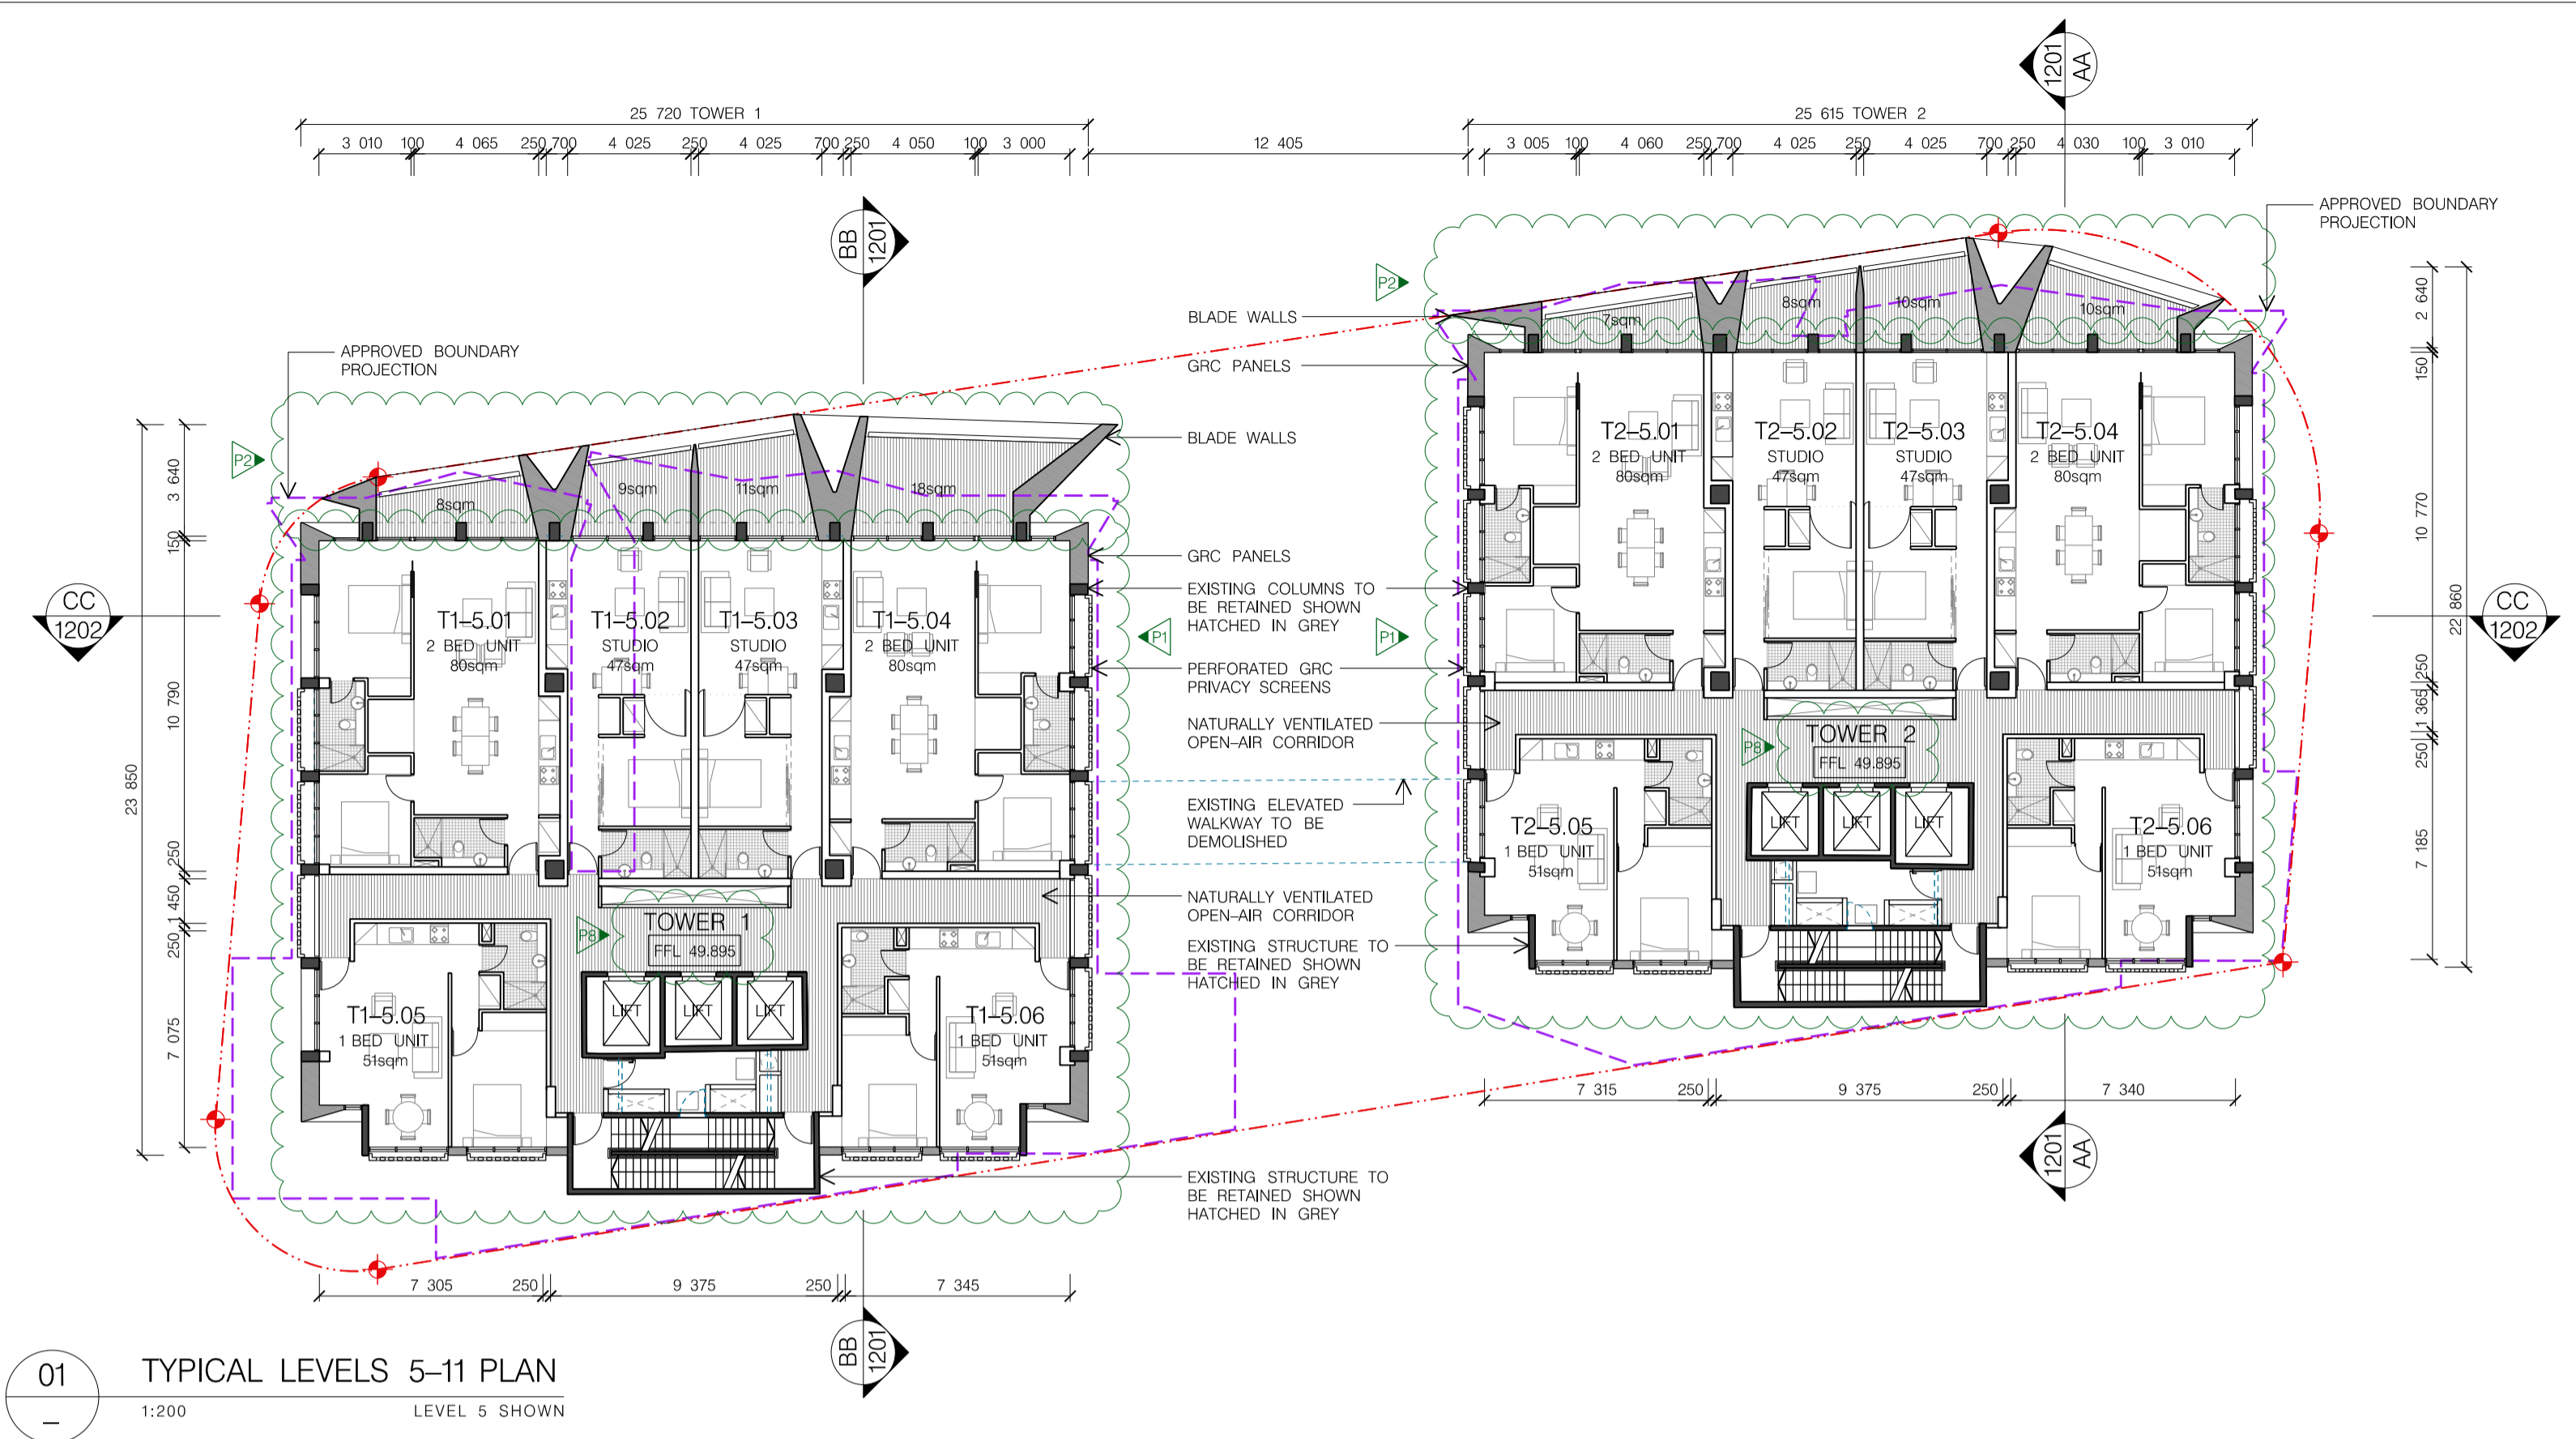 1201
AA
25 720 TOWER 1
25 615 TOWER 2
3 010 100 4 065 250 700 4 025 250 4 025 700 250 4 050 100 3 000
12 405
3 005 100 4 060 250 700 4 025 250 4 025 700 250 4 030 100 3 010
BB
1201
APPROVED BOUNDARY
PROJECTION
P2
BLADE WALLS
GRC PANELS
7sqm
8sqm
10sqm
10sqm
2 640
150
10 770
250
1 365
250
7 185
22 860
APPROVED BOUNDARY
PROJECTION
P2
BLADE WALLS
8sqm
9sqm
11sqm
18sqm
3 640
150
10 790
250
1 450
250
7 075
23 850
T2–5.01
2 BED UNIT
80sqm
T2–5.02
STUDIO
47sqm
T2–5.03
STUDIO
47sqm
T2–5.04
2 BED UNIT
80sqm
GRC PANELS
EXISTING COLUMNS TO
BE RETAINED SHOWN
HATCHED IN GREY
CC
1202
CC
1202
P1
P1
T1–5.01
2 BED UNIT
80sqm
T1–5.02
STUDIO
47sqm
T1–5.03
STUDIO
47sqm
T1–5.04
2 BED UNIT
80sqm
PERFORATED GRC
PRIVACY SCREENS
NATURALLY VENTILATED
OPEN–AIR CORRIDOR
P8
TOWER 2
FFL 49.895
EXISTING ELEVATED
WALKWAY TO BE
DEMOLISHED
LIFT
LIFT
LIFT
T2–5.05
1 BED UNIT
51sqm
T2–5.06
1 BED UNIT
51sqm
NATURALLY VENTILATED
OPEN–AIR CORRIDOR
P8
TOWER 1
FFL 49.895
EXISTING STRUCTURE TO
BE RETAINED SHOWN
HATCHED IN GREY
LIFT
LIFT
LIFT
T1–5.05
1 BED UNIT
51sqm
T1–5.06
1 BED UNIT
51sqm
7 315 250 9 375 250 7 340
1201
AA
EXISTING STRUCTURE TO
BE RETAINED SHOWN
HATCHED IN GREY
7 305 250 9 375 250 7 345
BB
1201
01
–
TYPICAL LEVELS 5–11 PLAN
1:200
LEVEL 5 SHOWN